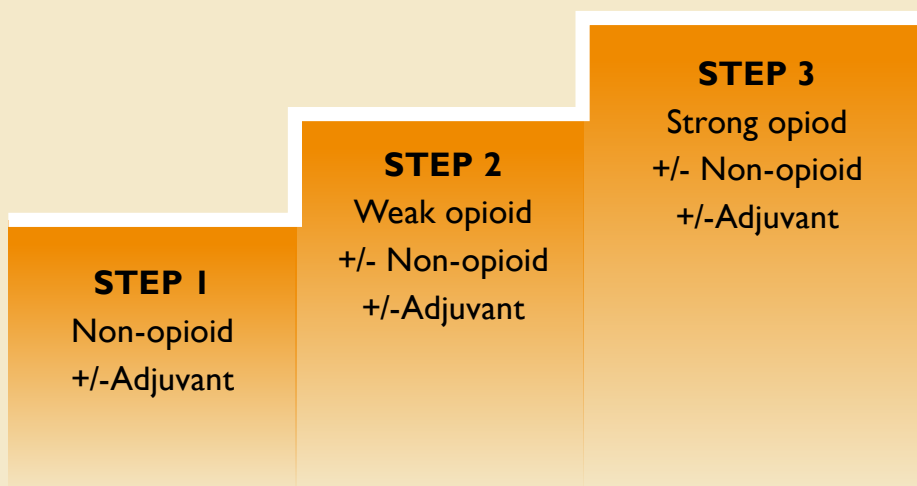 STEP 1
Non-opioid
+/-Adjuvant
STEP 2
Weak opioid
+/- Non-opioid
+/-Adjuvant
STEP 3
Strong opiod
+/- Non-opioid
+/-Adjuvant